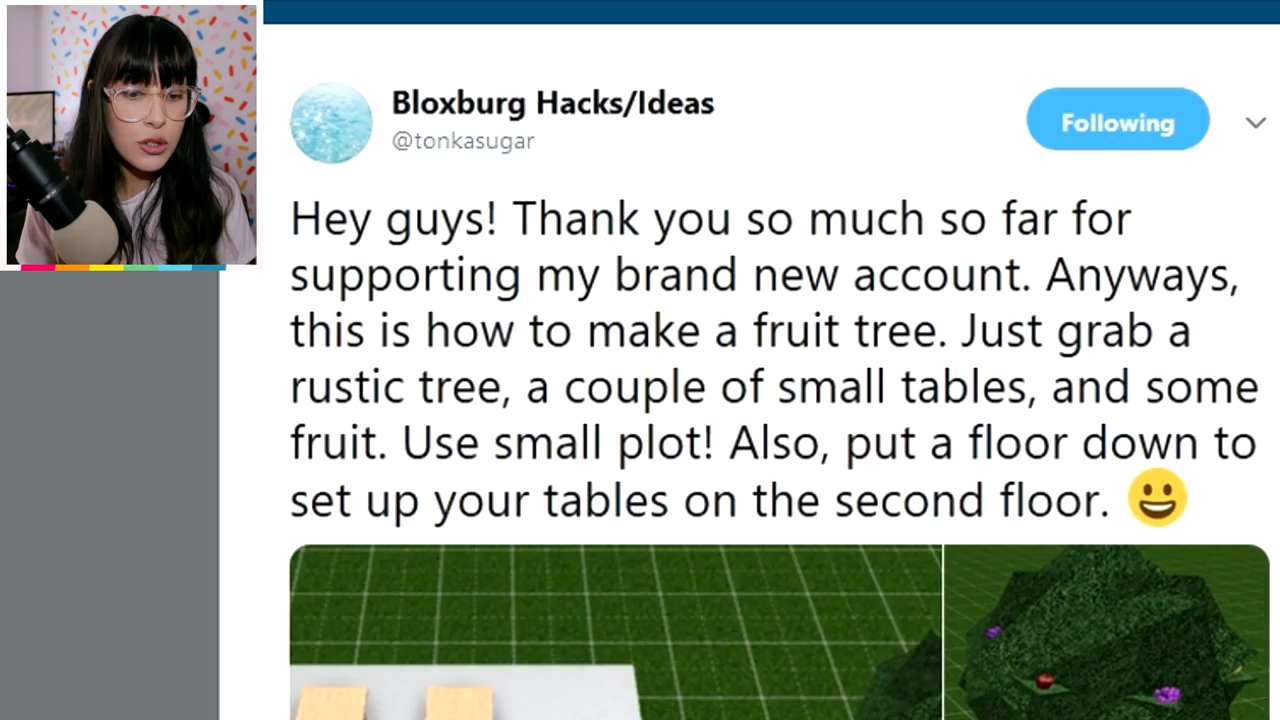 Bloxburg Hacks/Ideas
@tonkasugar
Following
Hey guys! Thank you so much so far for
supporting my brand new account. Anyways,
this is how to make a fruit tree. Just grab a
rustic tree, a couple of small tables, and some
fruit. Use small plot! Also, put a floor down to
set up your tables on the second floor. 😀